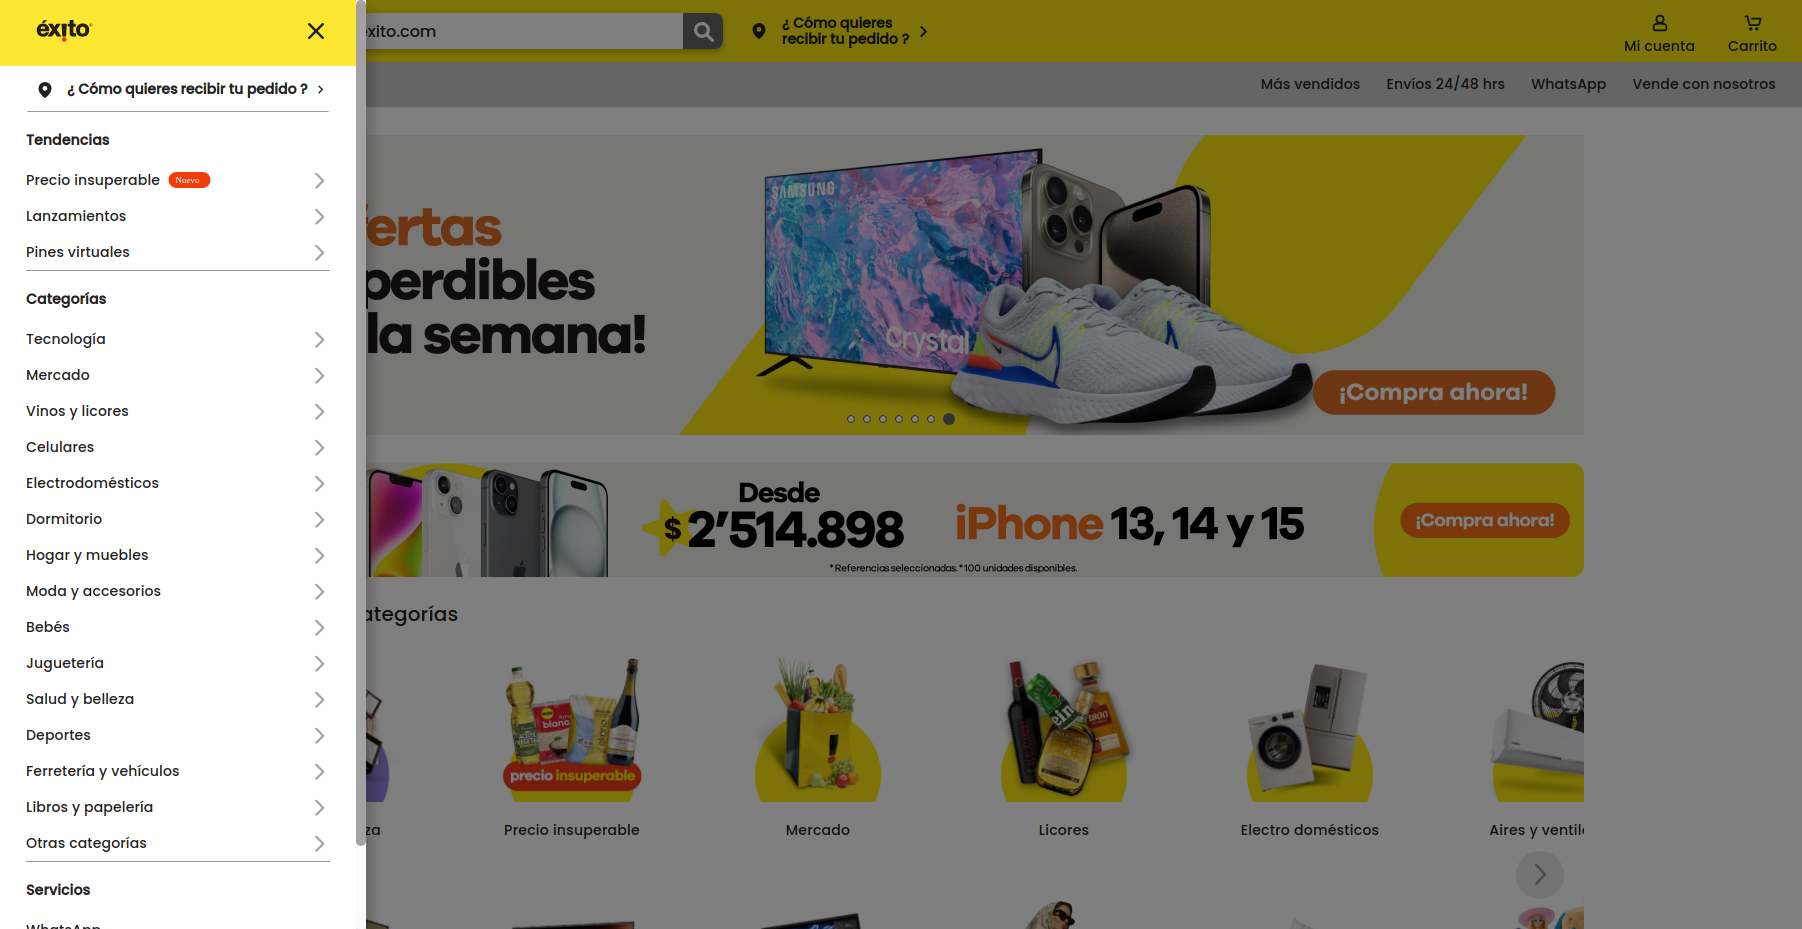 éxito
¿ Cómo quieres recibir tu pedido ?
Tendencias
Precio insuperable Nuevo
Lanzamientos
Pines virtuales
Categorías
Tecnología
Mercado
Vinos y licores
Celulares
Electrodomésticos
Dormitorio
Hogar y muebles
Moda y accesorios
Bebés
Juguetería
Salud y belleza
Deportes
Ferretería y vehículos
Libros y papelería
Otras categorías
Servicios
WhatsApp
xito.com
¿ Cómo quieres
recibir tu pedido ?
Mi cuenta
Carrito
Más vendidos
Envíos 24/48 hrs
WhatsApp
Vende con nosotros
ertas
perdibles
la semana!
SAMSUNG
Crystal
¡Compra ahora!
Desde
$ 2'514.898
iPhone 13, 14 y 15
*Referencias seleccionadas. *100 unidades disponibles.
¡Compra ahora!
ategorías
precio insuperable
za
Precio insuperable
Mercado
Licores
Electro domésticos
Aires y ventil